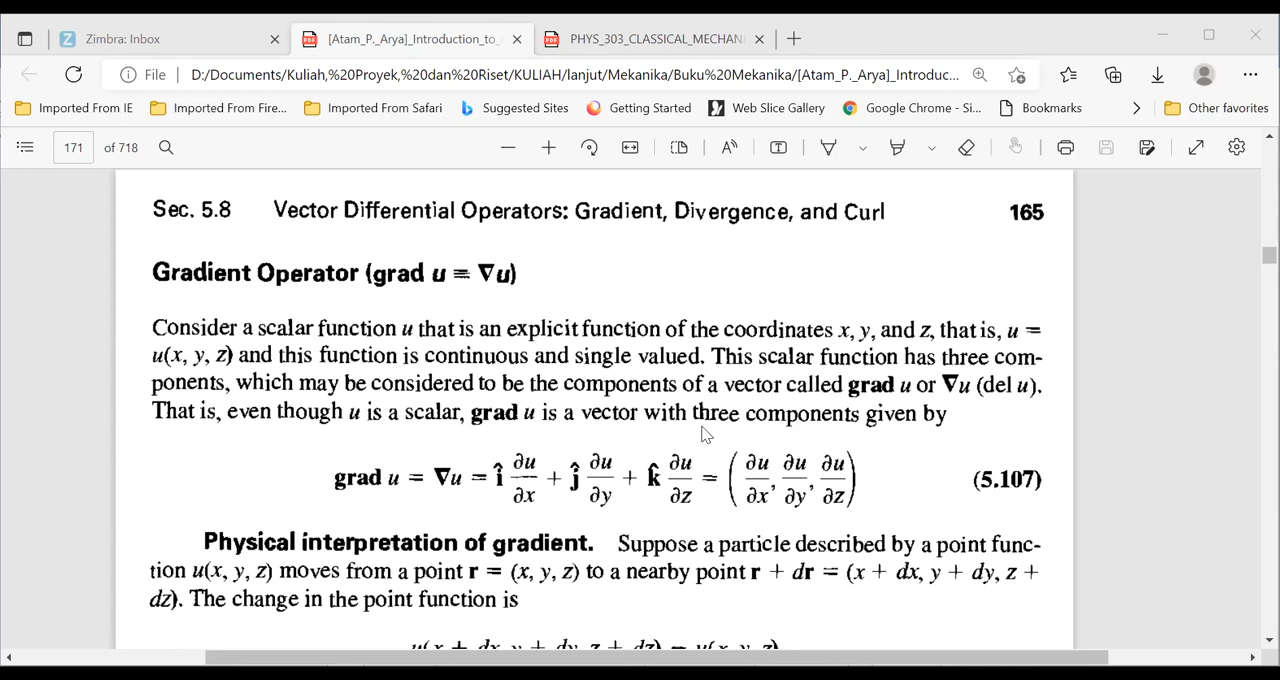 Zimbra: Inbox
[Atam_P._Arya]_Introduction_to_
PHYS_303_CLASSICAL_MECHANI
File D:/Documents/Kuliah,%20Proyek,%20dan%20Riset/KULIAH/lanjut/Mekanika/Buku%20Mekanika/[Atam_P._Arya]_Introduc...
Imported From IE Imported From Fire... Imported From Safari Suggested Sites Getting Started Web Slice Gallery Google Chrome - Si... Bookmarks Other favorites
171 of 718
Sec. 5.8 Vector Differential Operators: Gradient, Divergence, and Curl 165
Gradient Operator (grad u = ∇u)
Consider a scalar function u that is an explicit function of the coordinates x, y, and z, that is, u =
u(x, y, z) and this function is continuous and single valued. This scalar function has three com-
ponents, which may be considered to be the components of a vector called grad u or ∇u (del u).
That is, even though u is a scalar, grad u is a vector with three components given by
grad u = ∇u = î ∂u/∂x + ĵ ∂u/∂y + k̂ ∂u/∂z = (∂u/∂x, ∂u/∂y, ∂u/∂z) (5.107)
Physical interpretation of gradient. Suppose a particle described by a point func-
tion u(x, y, z) moves from a point r = (x, y, z) to a nearby point r + dr = (x + dx, y + dy, z +
dz). The change in the point function is
u(x + dx, y + dy, z + dz) = u(x, y, z)